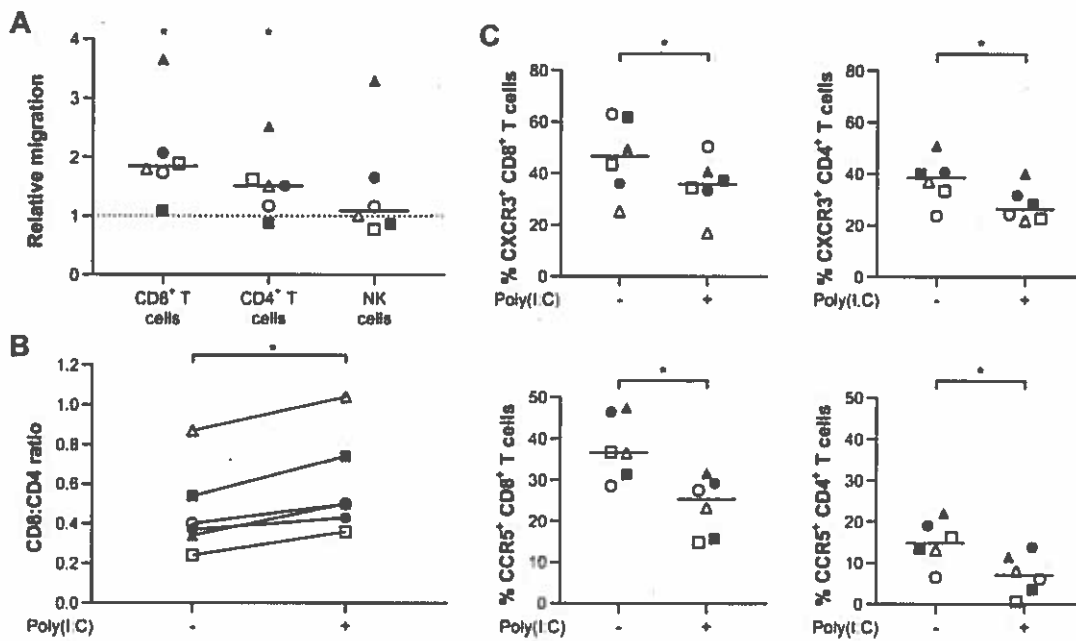 A
Relative migration
4
3
2
1
0
*
*
CD8⁺ T
cells
CD4⁺ T
cells
NK
cells
B
CD8:CD4 ratio
1.2
1.0
0.8
0.6
0.4
0.2
0.0
*
Poly(I:C)
-
+
C
% CXCR3⁺ CD8⁺ T cells
80
60
40
20
0
*
Poly(I:C)
-
+
% CXCR3⁺ CD4⁺ T cells
80
60
40
20
0
*
Poly(I:C)
-
+
% CCR5⁺ CD8⁺ T cells
50
40
30
20
10
0
*
Poly(I:C)
-
+
% CCR5⁺ CD4⁺ T cells
50
40
30
20
10
0
*
Poly(I:C)
-
+